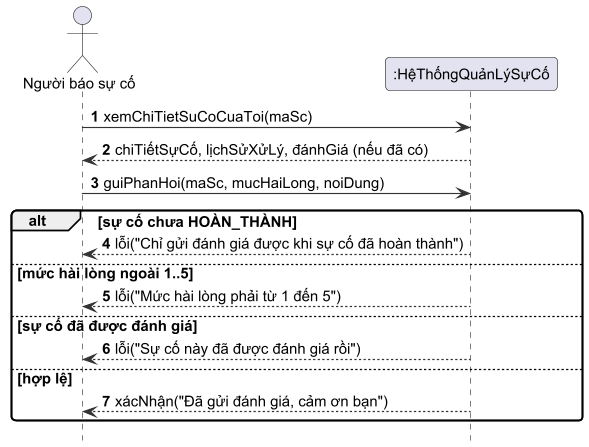 Người báo sự cố
:HệThốngQuảnLýSựCố
1 xemChiTietSuCoCuaToi(maSc)
2 chiTiếtSựCố, lịchSửXửLý, đánhGiá (nếu đã có)
3 guiPhanHoi(maSc, mucHaiLong, noiDung)
alt [sự cố chưa HOÀN_THÀNH]
4 lỗi("Chỉ gửi đánh giá được khi sự cố đã hoàn thành")
[mức hài lòng ngoài 1..5]
5 lỗi("Mức hài lòng phải từ 1 đến 5")
[sự cố đã được đánh giá]
6 lỗi("Sự cố này đã được đánh giá rồi")
[hợp lệ]
7 xácNhận("Đã gửi đánh giá, cảm ơn bạn")